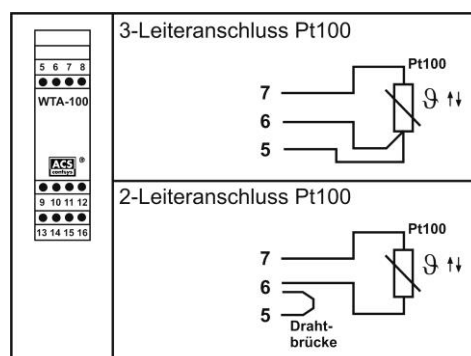 5 6 7 8
WTA-100
ACS ®
contsys
9 10 11 12
13 14 15 16
3-Leiteranschluss Pt100
Pt100
7
ϑ ↑↓
6
5
2-Leiteranschluss Pt100
Pt100
7
ϑ ↑↓
6
5
Draht-
brücke